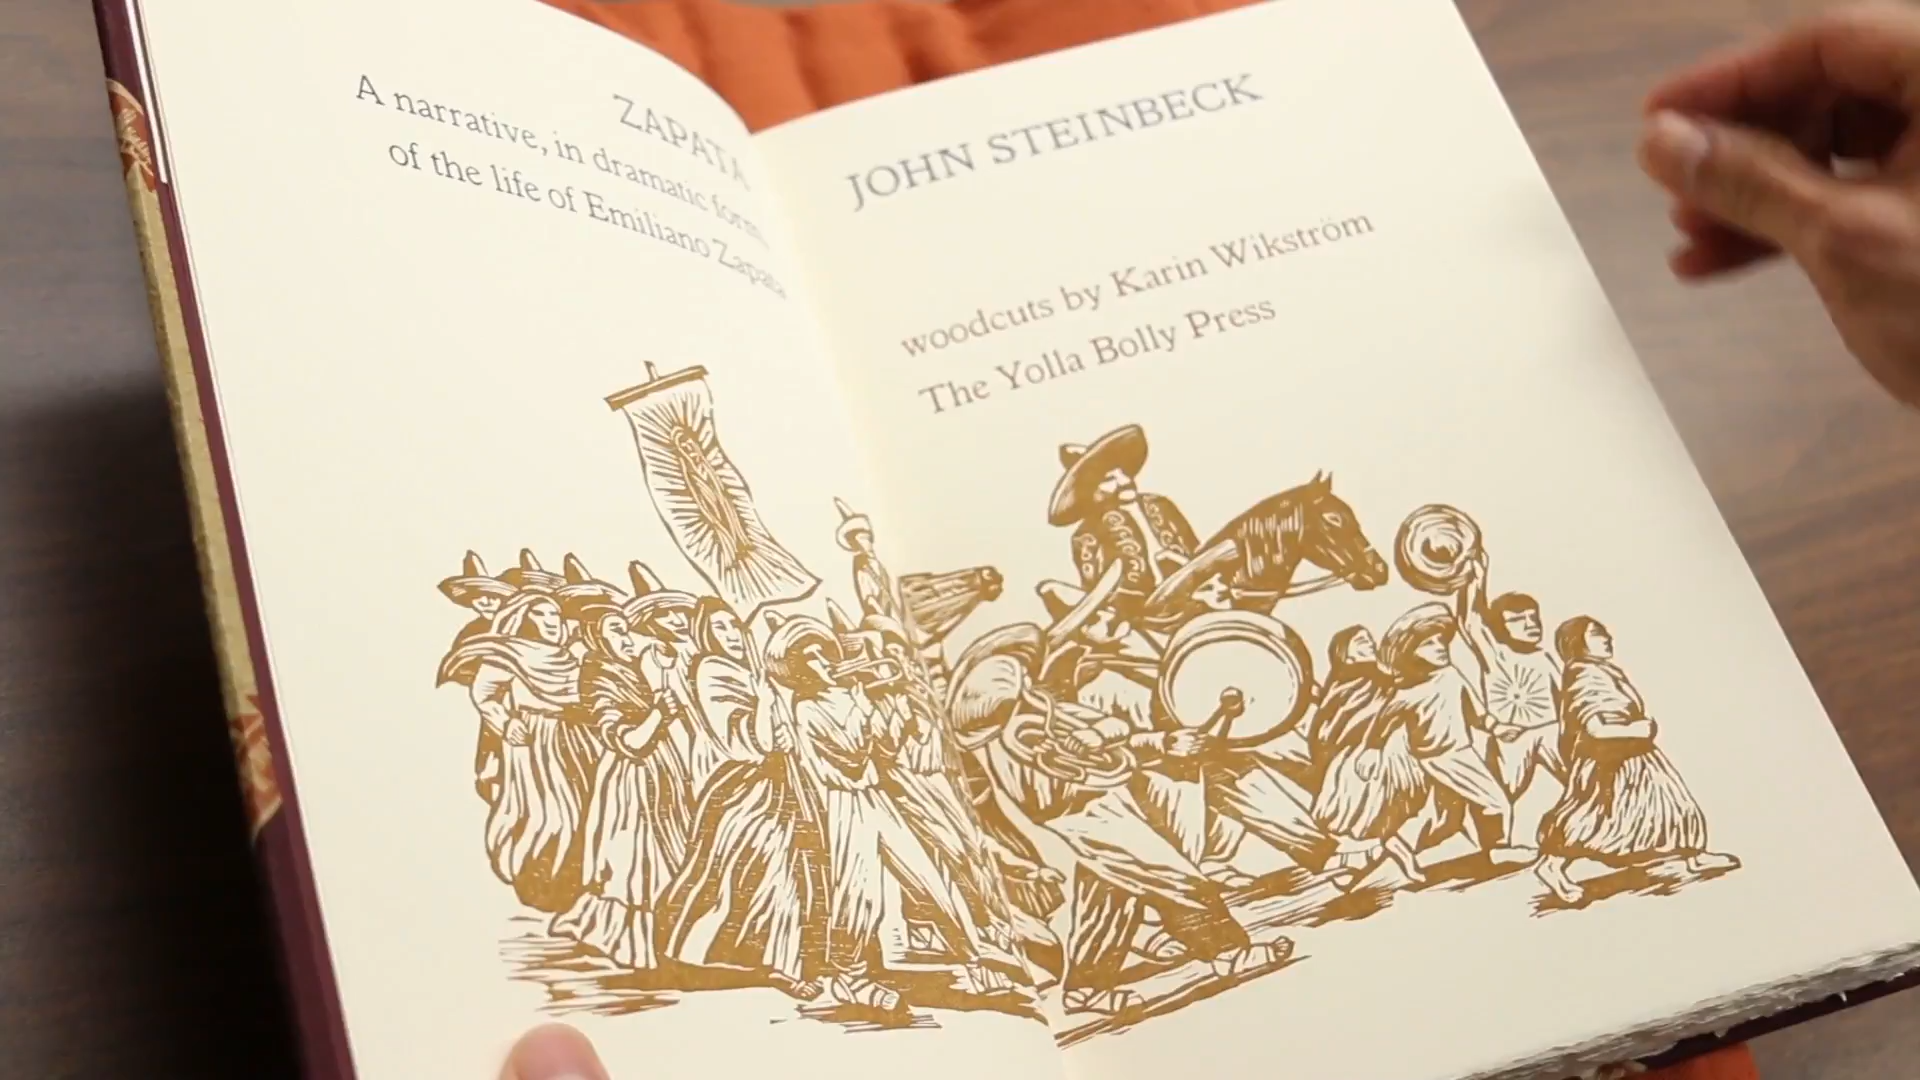 ZAPATA
A narrative, in dramatic form,
of the life of Emiliano Zapata
JOHN STEINBECK
woodcuts by Karin Wikström
The Yolla Bolly Press